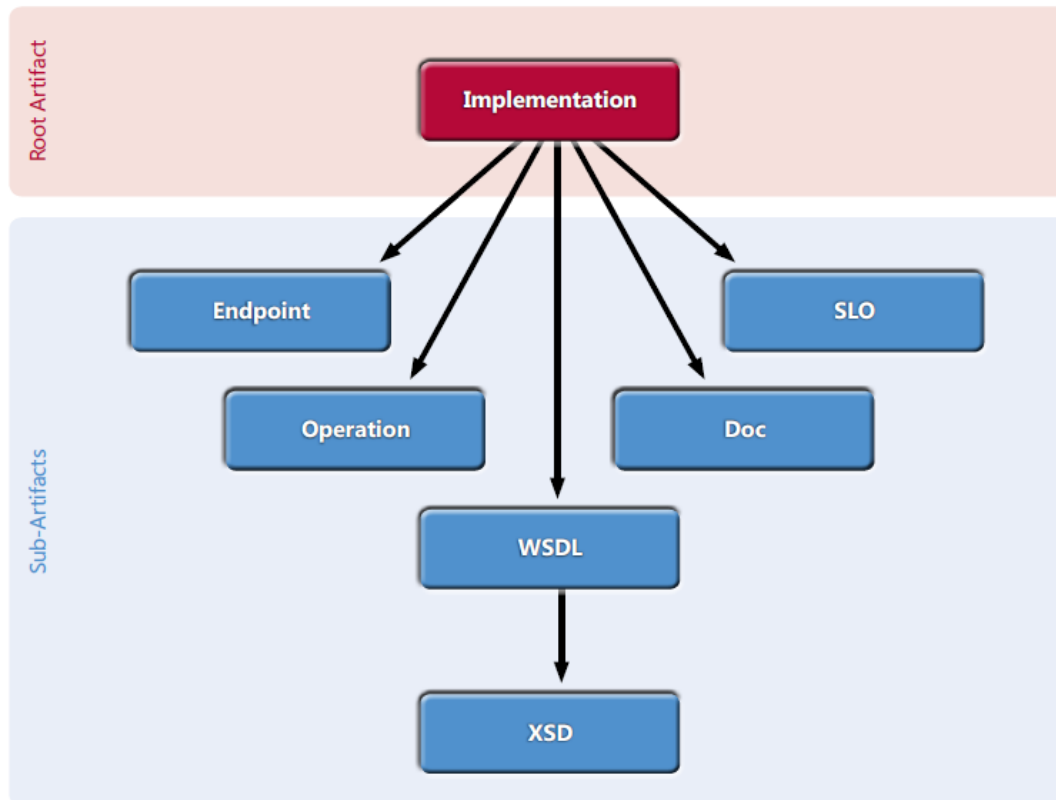 Root Artifact
Implementation
Sub-Artifacts
Endpoint
SLO
Operation
Doc
WSDL
XSD